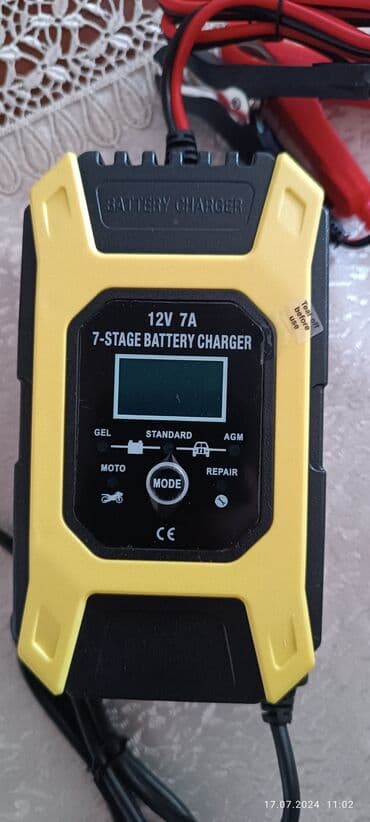 BATTERY CHARGER
12V 7A
7-STAGE BATTERY CHARGER
Tear off
before
use
GEL STANDARD AGM
MOTO REPAIR
MODE
CE
17.07.2024 11:02